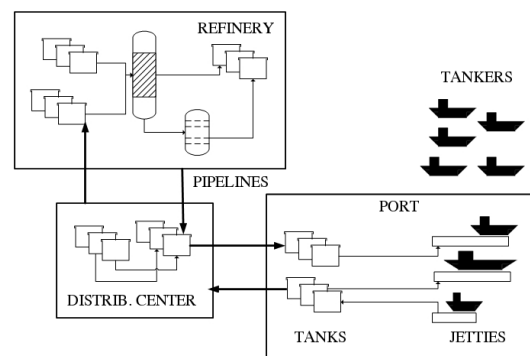 REFINERY
TANKERS
PIPELINES
PORT
DISTRIB. CENTER
TANKS
JETTIES